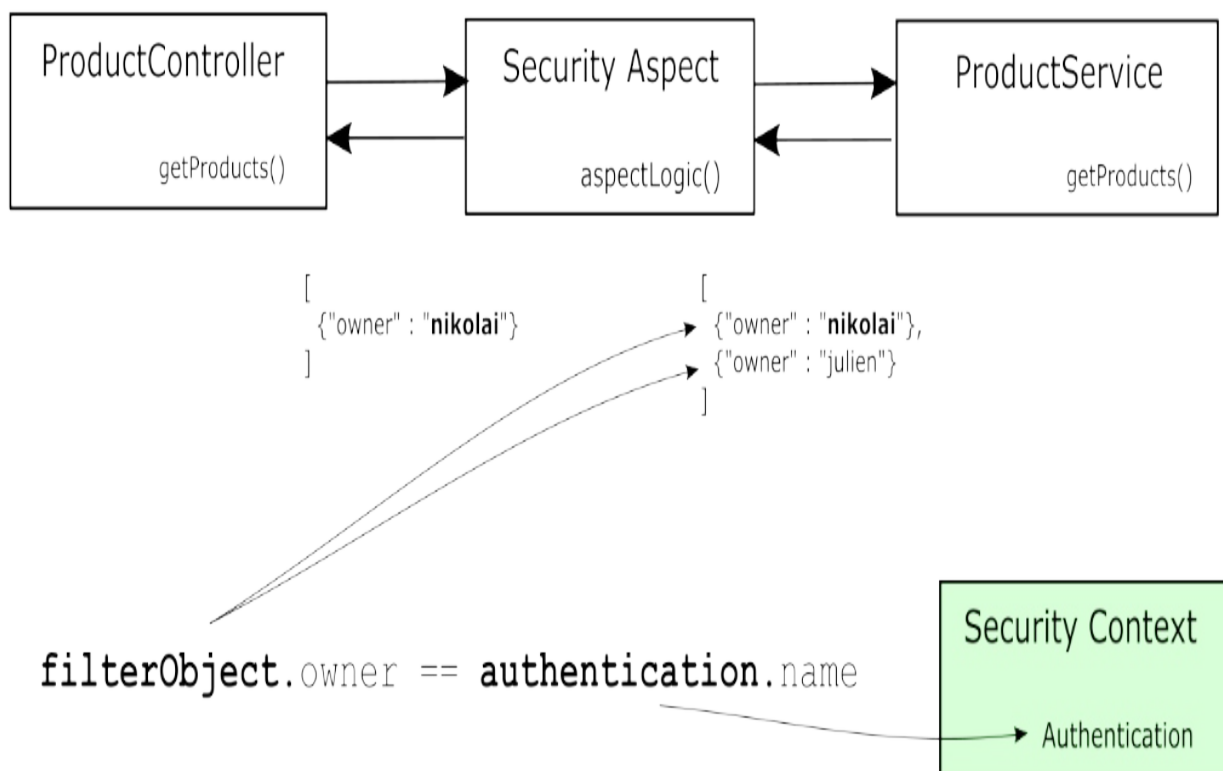 ProductController
getProducts()
Security Aspect
aspectLogic()
ProductService
getProducts()
[
{"owner" : "nikolai"}
]
[
{"owner" : "nikolai"},
{"owner" : "julien"}
]
filterObject.owner == authentication.name
Security Context
Authentication